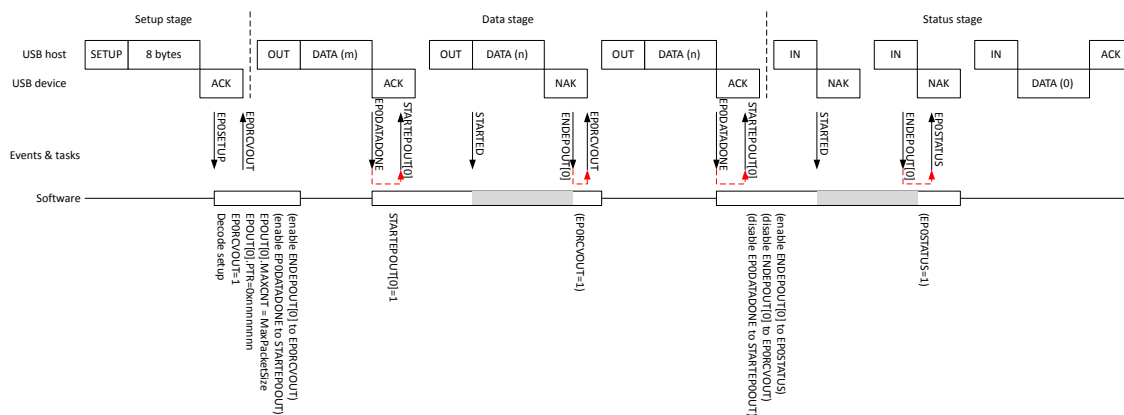 Setup stage
Data stage
Status stage
USB host
SETUP
8 bytes
OUT
DATA (m)
OUT
DATA (n)
OUT
DATA (n)
IN
IN
IN
ACK
USB device
ACK
ACK
NAK
ACK
NAK
NAK
DATA (0)
Events & tasks
EP0SETUP
EP0RCVOUT
EP0DATADONE
STARTEPOUT[0]
STARTED
ENDEPOUT[0]
EP0RCVOUT
EP0DATADONE
STARTEPOUT[0]
STARTED
ENDEPOUT[0]
EP0STATUS
Software
(enable ENDEPOUT[0] to EP0RCVOUT)
(enable EP0DATADONE to STARTEP0OUT)
EPOUT[0].MAXCNT = MaxPacketSize
EPOUT[0].PTR=0xnnnnnnnn
EP0RCVOUT=1
Decode setup
STARTEPOUT[0]=1
(EP0RCVOUT=1)
(enable ENDEPOUT[0] to EP0STATUS)
(disable ENDEPOUT[0] to EP0RCVOUT)
(disable EP0DATADONE to STARTEP0OUT)
(EP0STATUS=1)